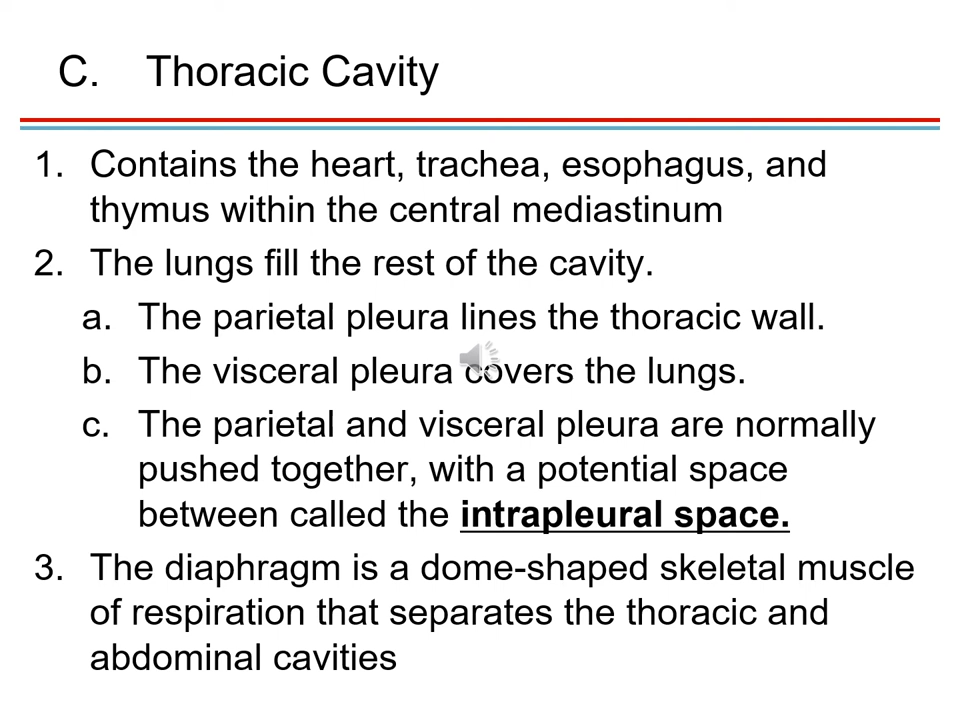 C. Thoracic Cavity
1. Contains the heart, trachea, esophagus, and
thymus within the central mediastinum
2. The lungs fill the rest of the cavity.
a. The parietal pleura lines the thoracic wall.
b. The visceral pleura covers the lungs.
c. The parietal and visceral pleura are normally
pushed together, with a potential space
between called the intrapleural space.
3. The diaphragm is a dome-shaped skeletal muscle
of respiration that separates the thoracic and
abdominal cavities